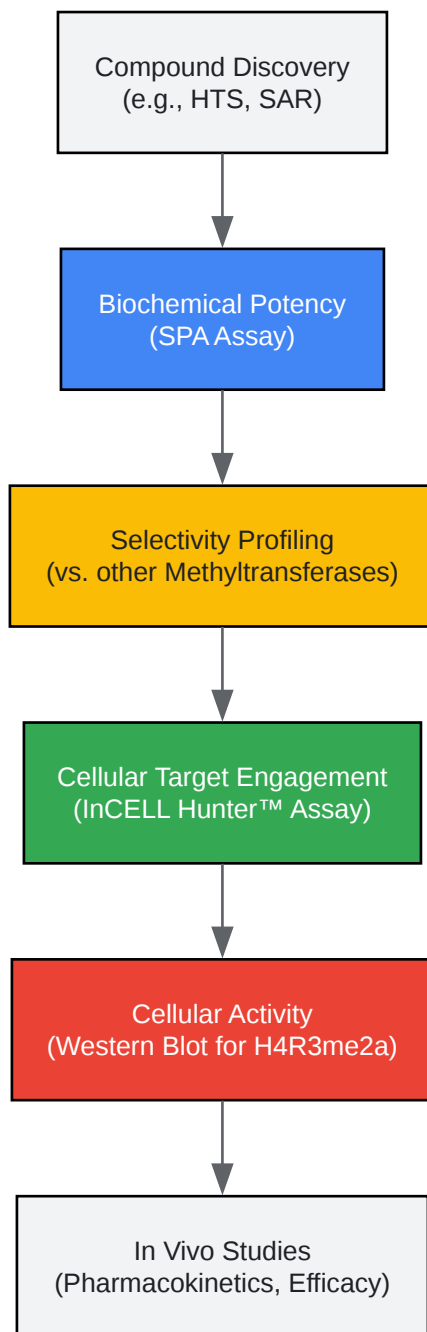 Compound Discovery
(e.g., HTS, SAR)
Biochemical Potency
(SPA Assay)
Selectivity Profiling
(vs. other Methyltransferases)
Cellular Target Engagement
(InCELL Hunter™ Assay)
Cellular Activity
(Western Blot for H4R3me2a)
In Vivo Studies
(Pharmacokinetics, Efficacy)